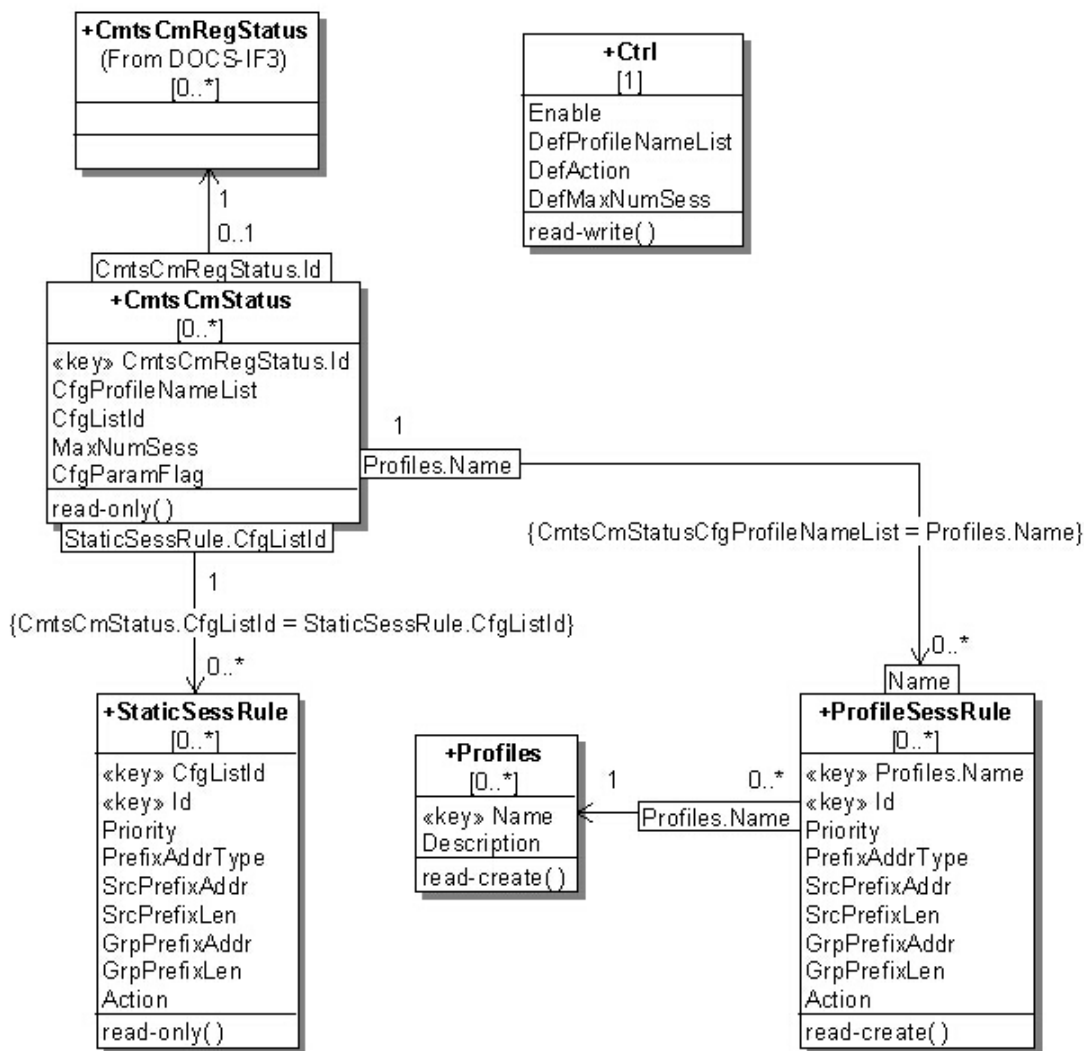 +CmtsCmRegStatus
(From DOCS-IF3)
[0..*]
1
0..1
CmtsCmRegStatus.Id
+Ctrl
[1]
Enable
DefProfileNameList
DefAction
DefMaxNumSess
read-write()
+CmtsCmStatus
[0..*]
«key» CmtsCmRegStatus.Id
CfgProfileNameList
CfgListId
MaxNumSess
CfgParamFlag
read-only()
1
Profiles.Name
{CmtsCmStatusCfgProfileNameList = Profiles.Name}
0..*
Name
StaticSessRule.CfgListId
1
{CmtsCmStatus.CfgListId = StaticSessRule.CfgListId}
0..*
+StaticSessRule
[0..*]
«key» CfgListId
«key» Id
Priority
PrefixAddrType
SrcPrefixAddr
SrcPrefixLen
GrpPrefixAddr
GrpPrefixLen
Action
read-only()
+Profiles
[0..*]
«key» Name
Description
read-create()
1
0..*
Profiles.Name
+ProfileSessRule
[0..*]
«key» Profiles.Name
«key» Id
Priority
PrefixAddrType
SrcPrefixAddr
SrcPrefixLen
GrpPrefixAddr
GrpPrefixLen
Action
read-create()